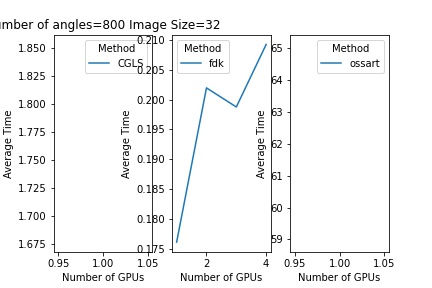 mber of angles=800 Image Size=32
Method
CGLS
1.850
1.825
1.800
1.775
1.750
1.725
1.700
1.675
Average Time
0.95
1.00
1.05
Number of GPUs
Method
fdk
0.210
0.205
0.200
0.195
0.190
0.185
0.180
0.175
Average Time
2
4
Number of GPUs
Method
ossart
65
64
63
62
61
60
59
Average Time
0.95
1.00
1.05
Number of GPUs